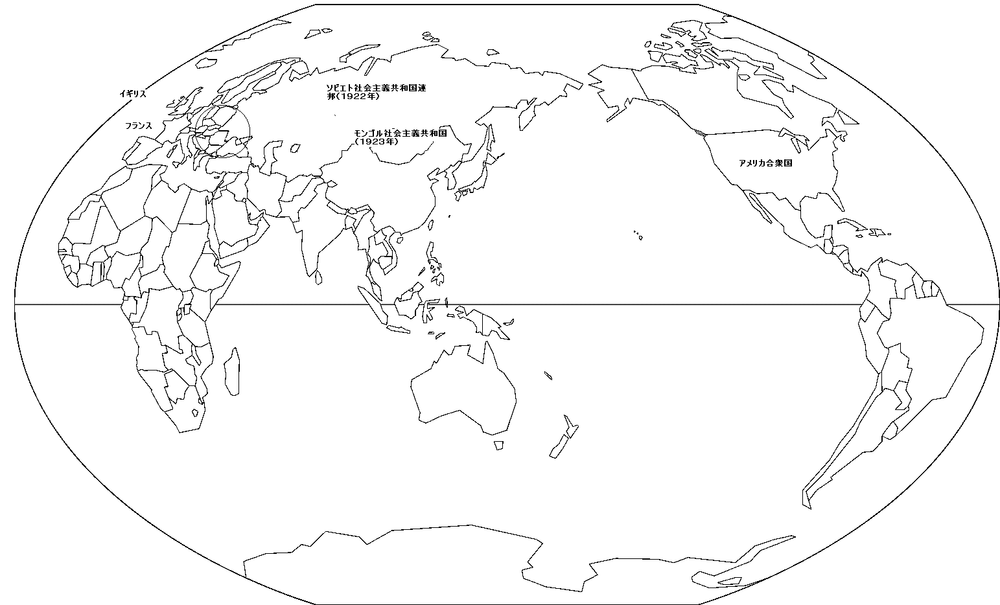 イギリス
ソビエト社会主義共和国連
邦(1922年)
フランス
モンゴル社会主義共和国
(1923年)
アメリカ合衆国